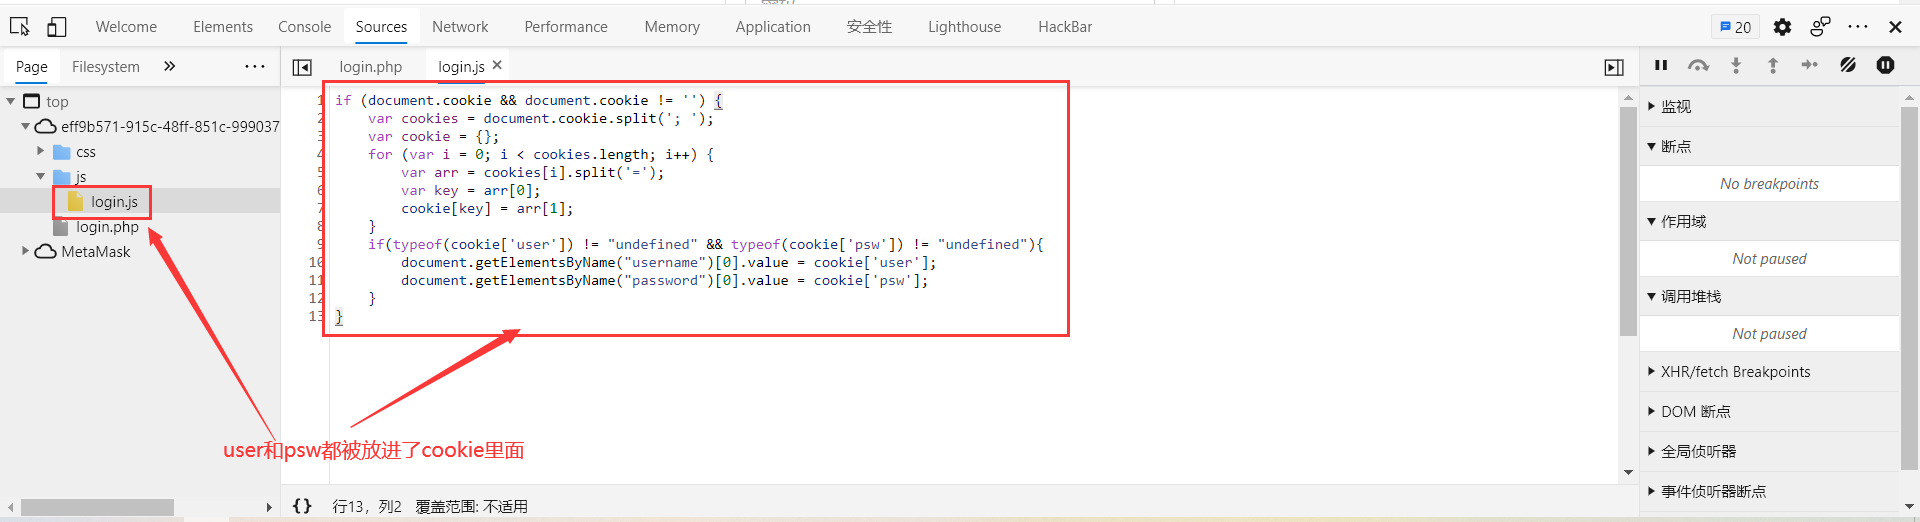 Welcome Elements Console Sources Network Performance Memory Application 安全性 Lighthouse HackBar 20
Page Filesystem login.php login.js
top
eff9b571-915c-48ff-851c-999037
css
js
login.js
login.php
MetaMask
1 if (document.cookie && document.cookie != '') {
2 var cookies = document.cookie.split('; ');
3 var cookie = {};
4 for (var i = 0; i < cookies.length; i++) {
5 var arr = cookies[i].split('=');
6 var key = arr[0];
7 cookie[key] = arr[1];
8 }
9 if(typeof(cookie['user']) != "undefined" && typeof(cookie['psw']) != "undefined"){
10 document.getElementsByName("username")[0].value = cookie['user'];
11 document.getElementsByName("password")[0].value = cookie['psw'];
12 }
13 }
user和psw都被放进了cookie里面
{} 行13，列2 覆盖范围: 不适用
监视
断点
No breakpoints
作用域
Not paused
调用堆栈
Not paused
XHR/fetch Breakpoints
DOM 断点
全局侦听器
事件侦听器断点